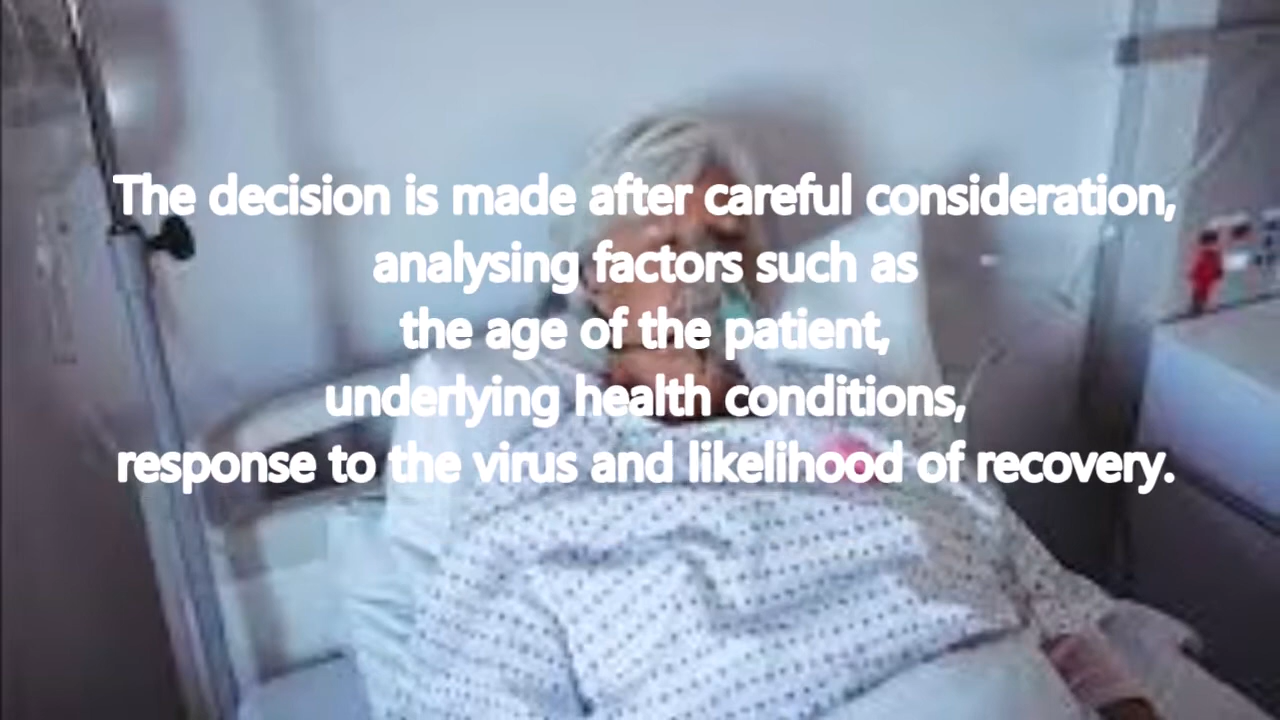 The decision is made after careful consideration,
analysing factors such as
the age of the patient,
underlying health conditions,
response to the virus and likelihood of recovery.